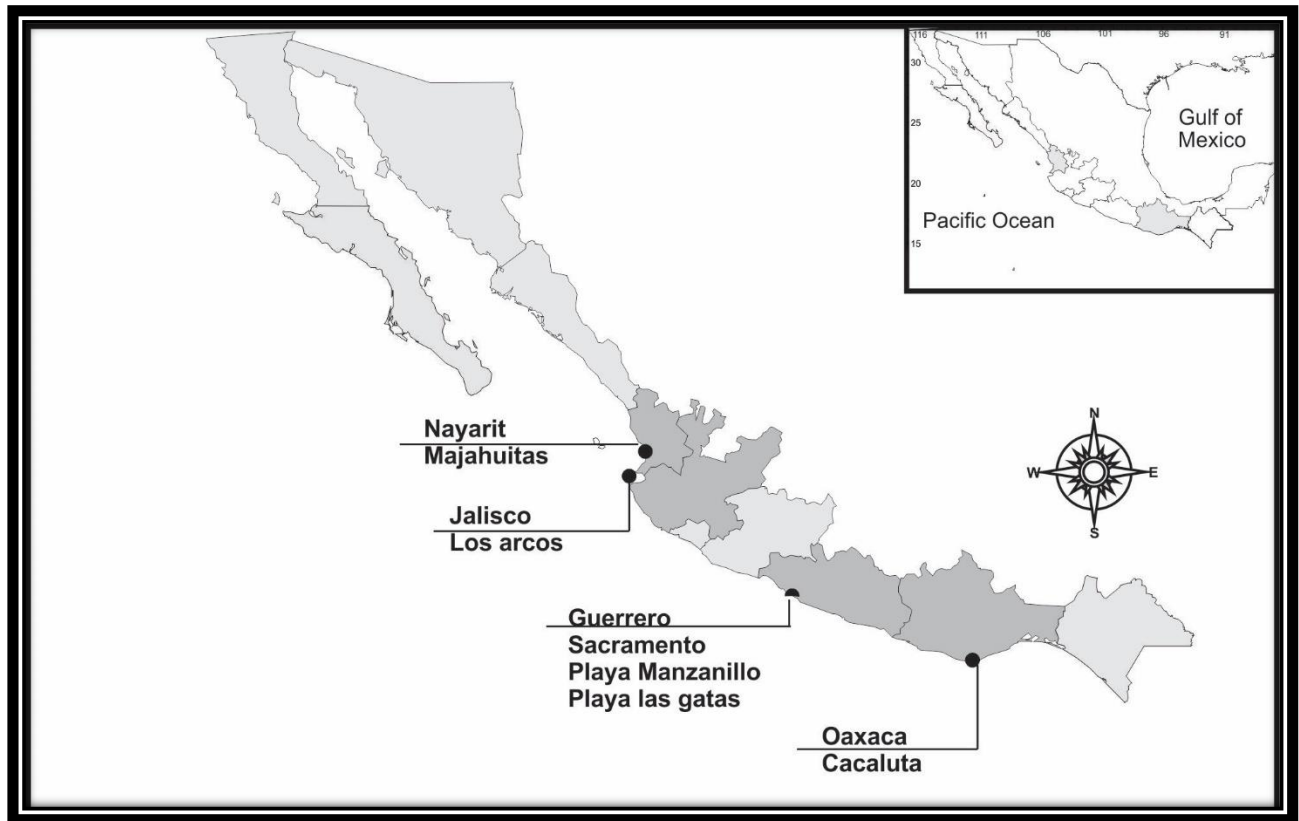 116 111 106 101 96 91
30
25
20
15
Gulf of
Mexico
Pacific Ocean
Nayarit
Majahuitas
Jalisco
Los arcos
Guerrero
Sacramento
Playa Manzanillo
Playa las gatas
Oaxaca
Cacaluta
N
W
E
S